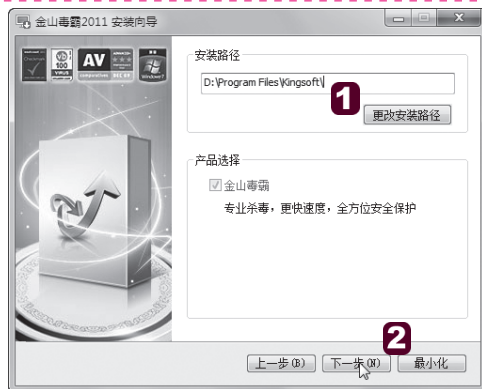 金山毒霸2011 安装向导
AV
100
VIRUS
安装路径
D:\Program Files\Kingsoft\
1
更改安装路径
产品选择
金山毒霸
专业杀毒，更快速度，全方位安全保护
2
上一步(B) 下一步(N) 最小化